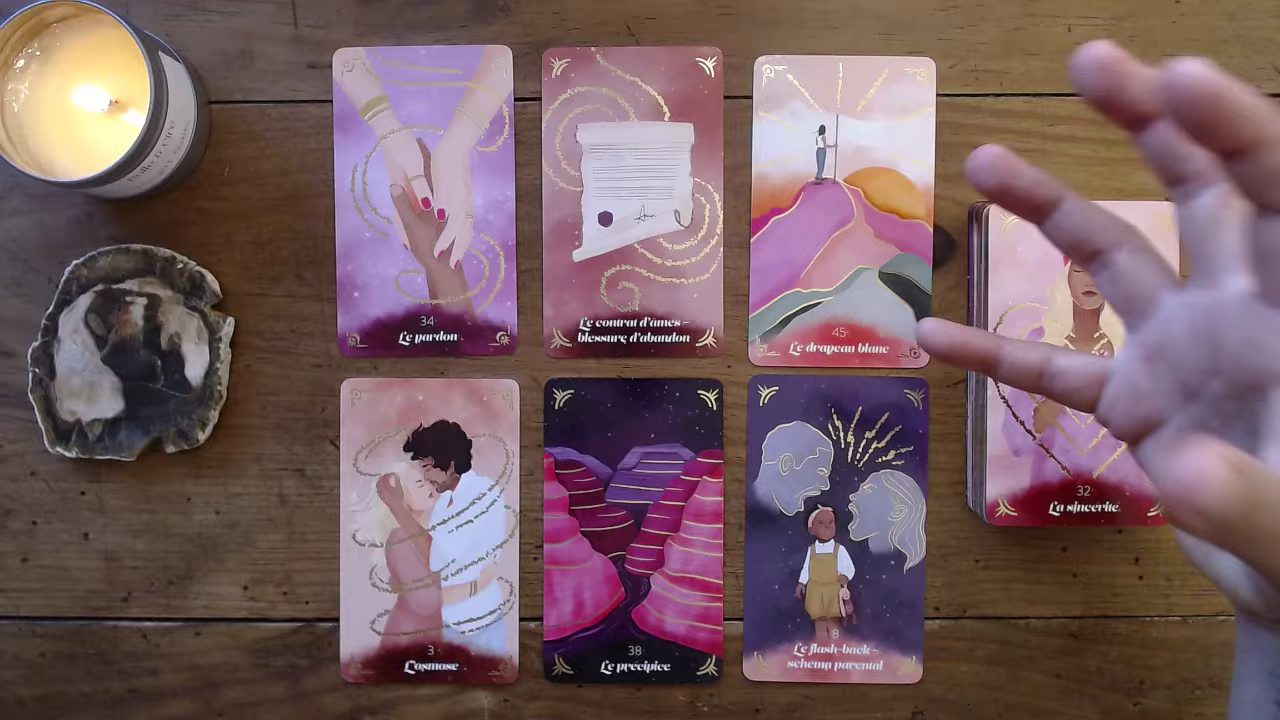 34
Le pardon
Le contrat d'âmes –
blessure d'abandon
45
Le drapeau blanc
32
La sincérité
3
L'osmose
38
Le précipice
8
Le flash-back –
schema parental